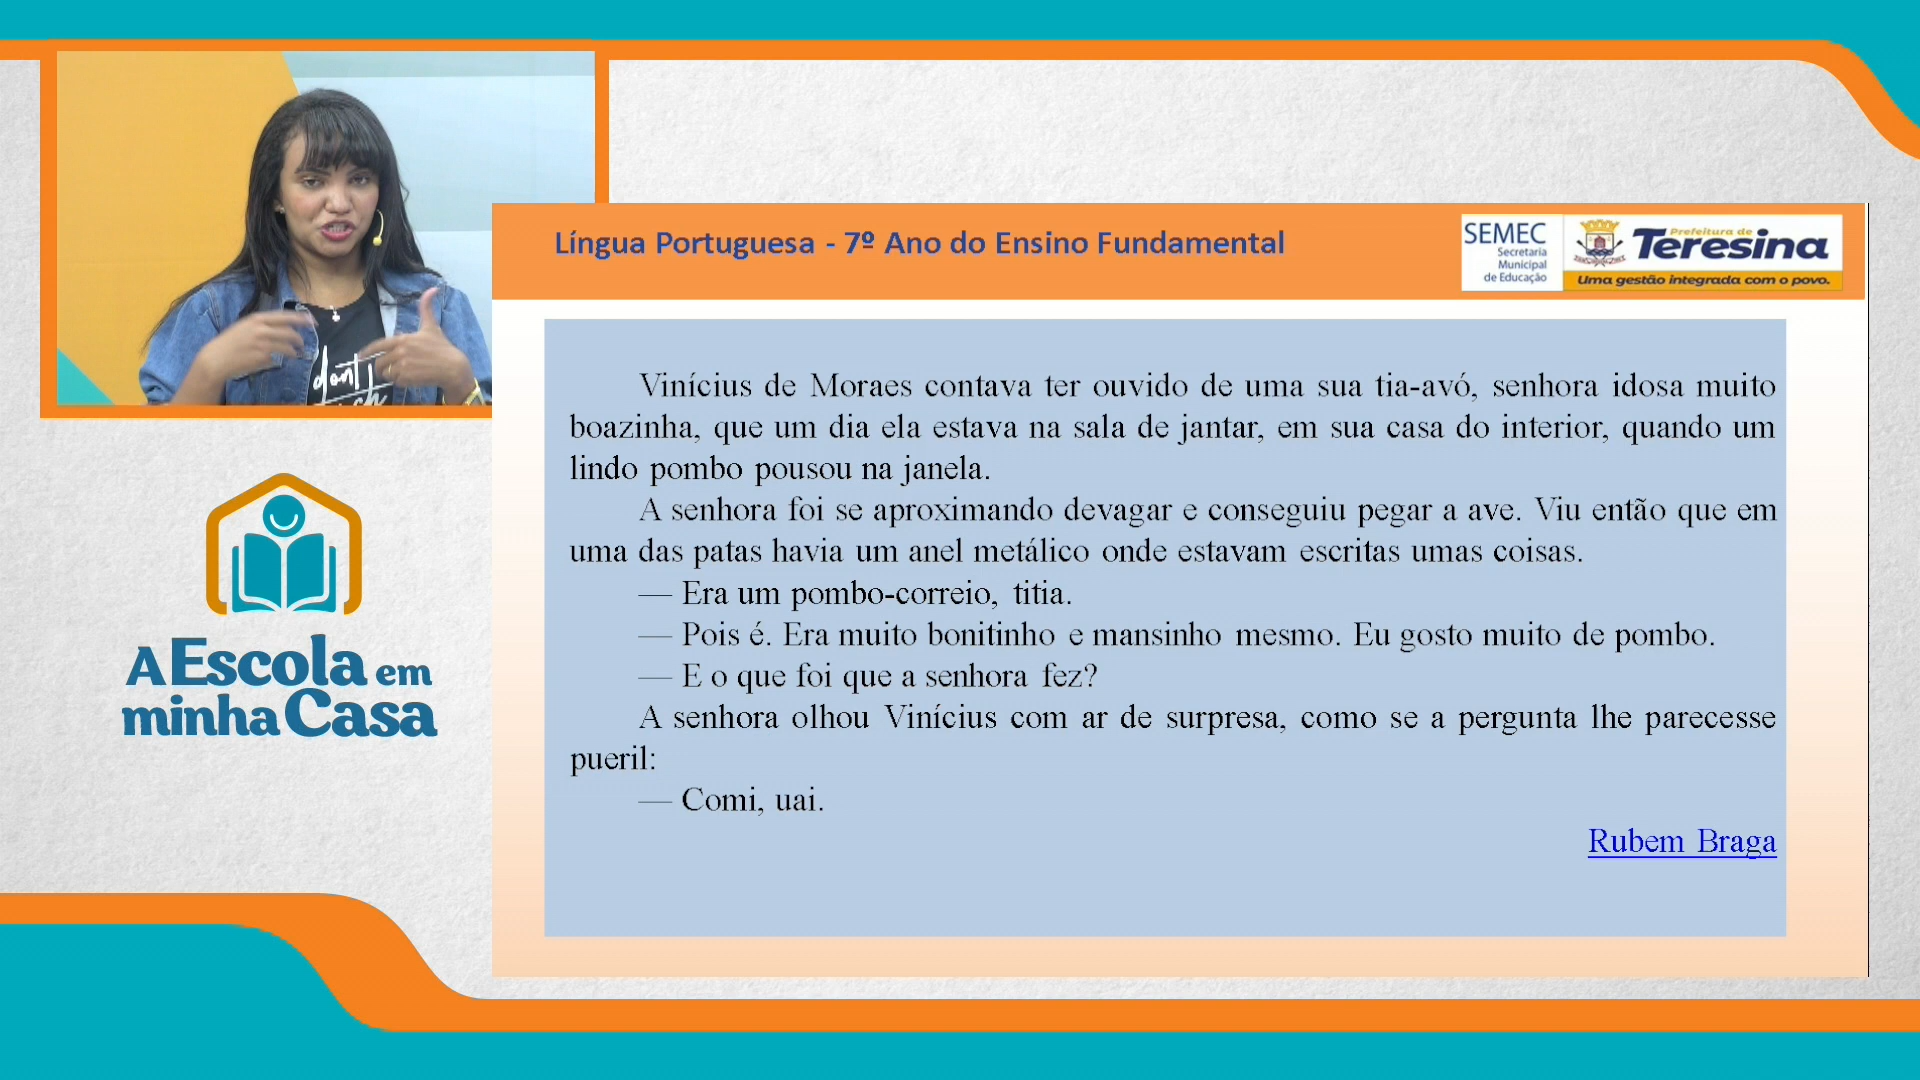 Língua Portuguesa - 7º Ano do Ensino Fundamental
SEMEC
Secretaria
Municipal
de Educação
Prefeitura de
Teresina
Uma gestão integrada com o povo.
dont
Vinícius de Moraes contava ter ouvido de uma sua tia-avó, senhora idosa muito
boazinha, que um dia ela estava na sala de jantar, em sua casa do interior, quando um
lindo pombo pousou na janela.
A senhora foi se aproximando devagar e conseguiu pegar a ave. Viu então que em
uma das patas havia um anel metálico onde estavam escritas umas coisas.
— Era um pombo-correio, titia.
— Pois é. Era muito bonitinho e mansinho mesmo. Eu gosto muito de pombo.
— E o que foi que a senhora fez?
A senhora olhou Vinícius com ar de surpresa, como se a pergunta lhe parecesse
pueril:
— Comi, uai.
Rubem Braga
A Escola em
minha Casa